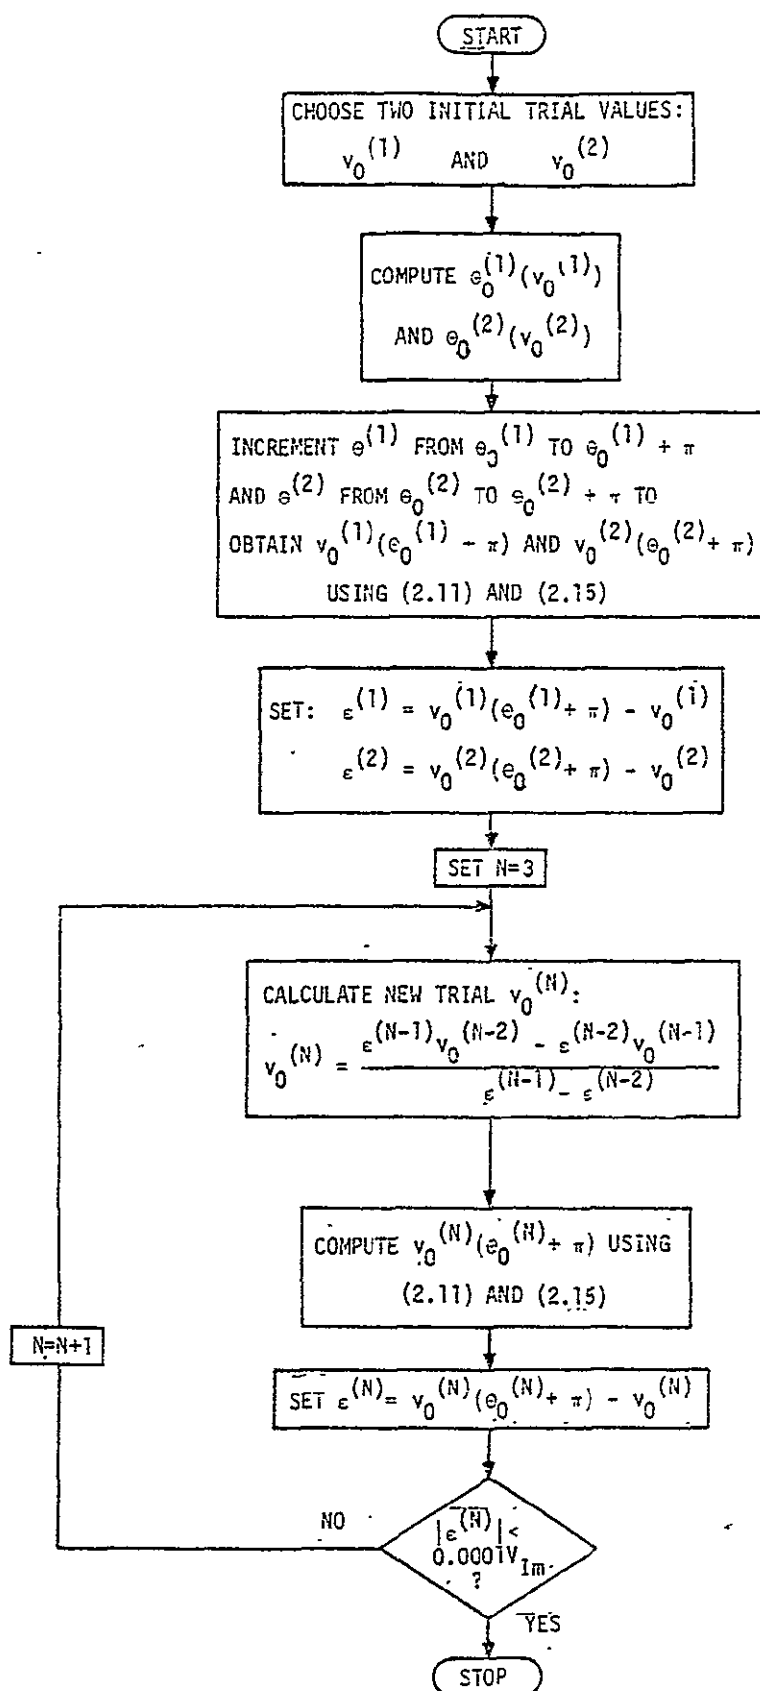 START
CHOOSE TWO INITIAL TRIAL VALUES:
v₀⁽¹⁾ AND v₀⁽²⁾
COMPUTE θ₀⁽¹⁾(v₀⁽¹⁾)
AND θ₀⁽²⁾(v₀⁽²⁾)
INCREMENT θ⁽¹⁾ FROM θ₀⁽¹⁾ TO θ₀⁽¹⁾ + π
AND θ⁽²⁾ FROM θ₀⁽²⁾ TO θ₀⁽²⁾ + π TO
OBTAIN v₀⁽¹⁾(θ₀⁽¹⁾ - π) AND v₀⁽²⁾(θ₀⁽²⁾ + π)
USING (2.11) AND (2.15)
SET: ε⁽¹⁾ = v₀⁽¹⁾(θ₀⁽¹⁾ + π) - v₀⁽¹⁾
ε⁽²⁾ = v₀⁽²⁾(θ₀⁽²⁾ + π) - v₀⁽²⁾
SET N=3
CALCULATE NEW TRIAL v₀⁽ᴺ⁾:
v₀⁽ᴺ⁾ = (ε⁽ᴺ⁻¹⁾v₀⁽ᴺ⁻²⁾ - ε⁽ᴺ⁻²⁾v₀⁽ᴺ⁻¹⁾) / (ε⁽ᴺ⁻¹⁾ - ε⁽ᴺ⁻²⁾)
COMPUTE v₀⁽ᴺ⁾(θ₀⁽ᴺ⁾ + π) USING
(2.11) AND (2.15)
N=N+1
SET ε⁽ᴺ⁾ = v₀⁽ᴺ⁾(θ₀⁽ᴺ⁾ + π) - v₀⁽ᴺ⁾
NO
|ε⁽ᴺ⁾| <
0.0001V_Im
?
YES
STOP